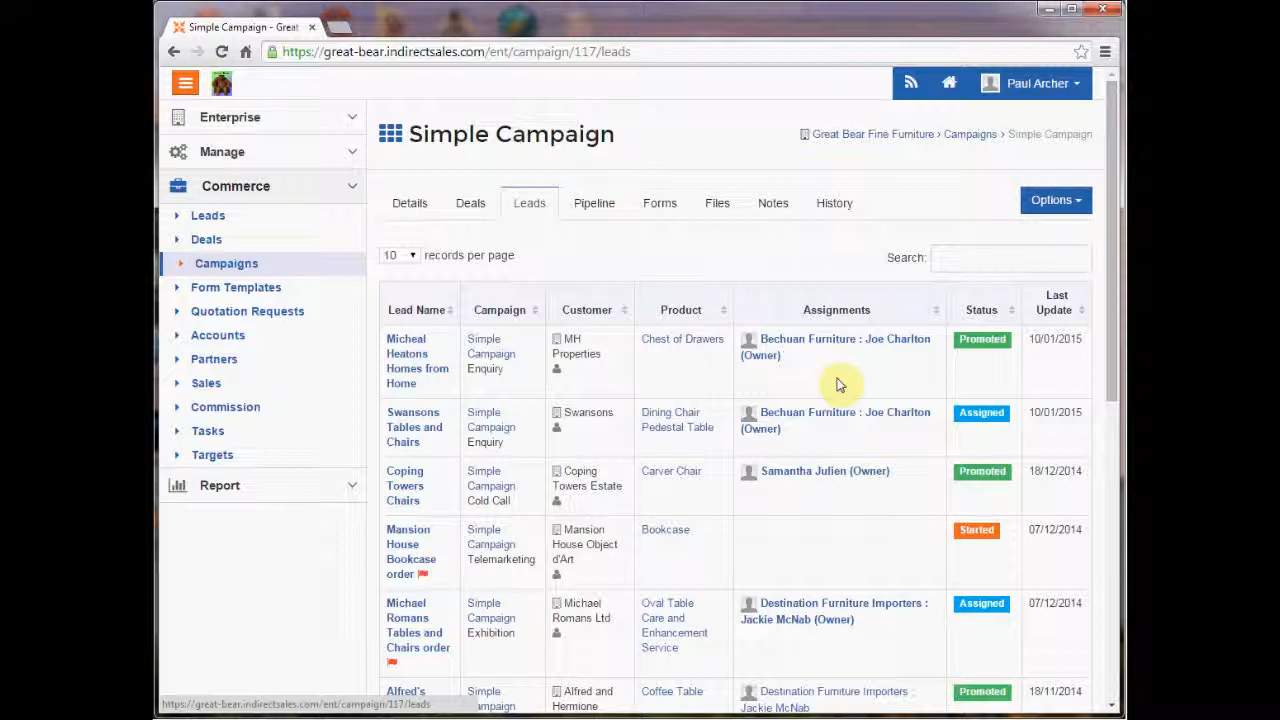 Simple Campaign - Great
https://great-bear.indirectsales.com/ent/campaign/117/leads
Paul Archer
Enterprise
Manage
Commerce
Leads
Deals
Campaigns
Form Templates
Quotation Requests
Accounts
Partners
Sales
Commission
Tasks
Targets
Report
Simple Campaign
Great Bear Fine Furniture › Campaigns › Simple Campaign
Details Deals Leads Pipeline Forms Files Notes History Options
10 records per page
Search:
Lead Name Campaign Customer Product Assignments Status Last
Update
Micheal
Heatons
Homes from
Home
Simple
Campaign
Enquiry
MH
Properties
Chest of Drawers
Bechuan Furniture : Joe Charlton
(Owner)
Promoted
10/01/2015
Swansons
Tables and
Chairs
Simple
Campaign
Enquiry
Swansons
Dining Chair
Pedestal Table
Bechuan Furniture : Joe Charlton
(Owner)
Assigned
10/01/2015
Coping
Towers
Chairs
Simple
Campaign
Cold Call
Coping
Towers Estate
Carver Chair
Samantha Julien (Owner)
Promoted
18/12/2014
Mansion
House
Bookcase
order
Simple
Campaign
Telemarketing
Mansion
House Object
d'Art
Bookcase
Started
07/12/2014
Michael
Romans
Tables and
Chairs order
Simple
Campaign
Exhibition
Michael
Romans Ltd
Oval Table
Care and
Enhancement
Service
Destination Furniture Importers :
Jackie McNab (Owner)
Assigned
07/12/2014
Alfred's
Simple
Campaign
Alfred and
Hermione
Coffee Table
Destination Furniture Importers :
Jackie McNab
Promoted
18/11/2014
https://great-bear.indirectsales.com/ent/campaign/117/leads